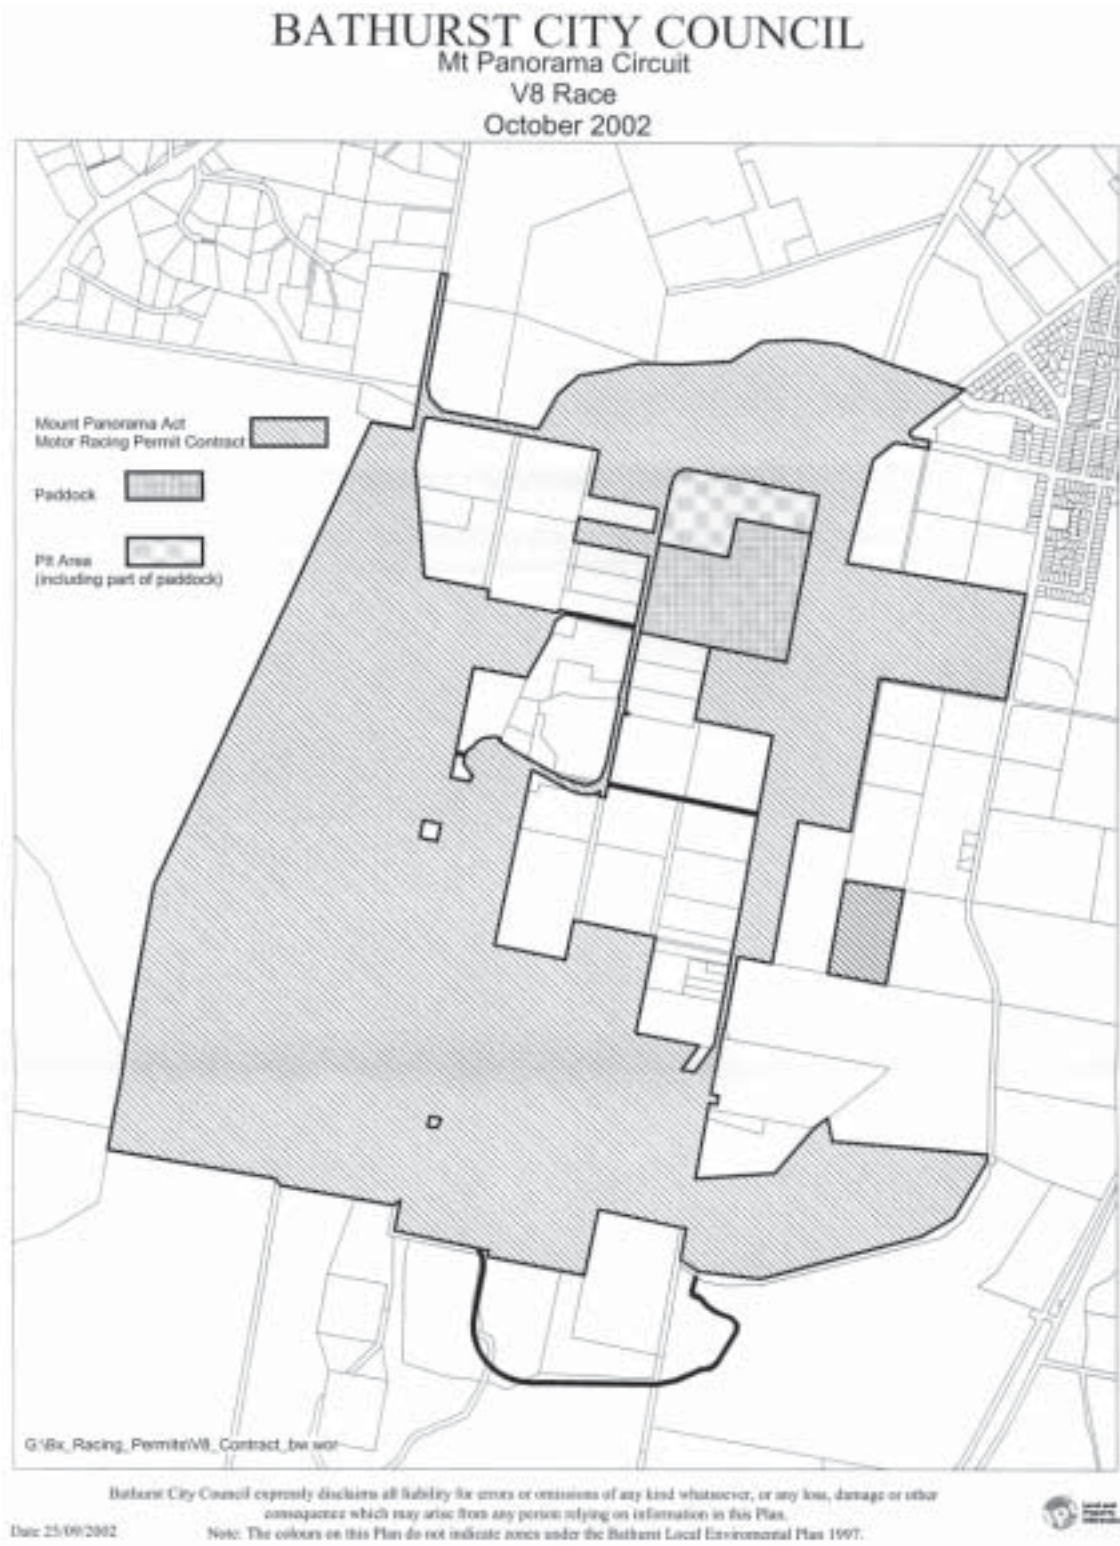 BATHURST CITY COUNCIL
Mt Panorama Circuit
V8 Race
October 2002
Mount Panorama Act
Motor Racing Permit Contract
Paddock
Pit Area
(including part of paddock)
G:\Bx_Racing_Permits\V8_Contract_bw.wor
Bathurst City Council expressly disclaims all liability for errors or omissions of any kind whatsoever, or any loss, damage or other
consequence which may arise from any person relying on information in this Plan.
Date 25/09/2002
Note: The colours on this Plan do not indicate zones under the Bathurst Local Enviromental Plan 1997.
Land and
Property